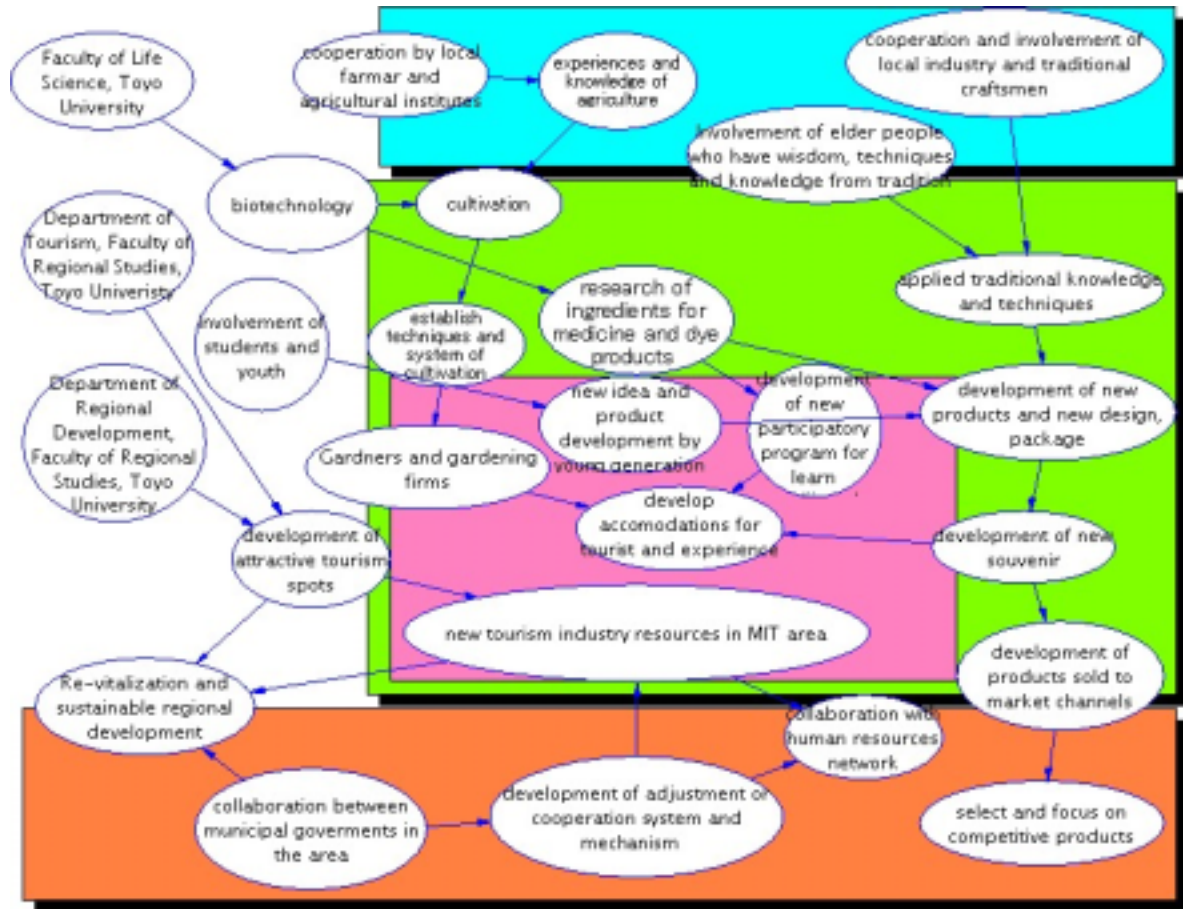 Faculty of Life
Science, Toyo
University
cooperation by local
farmar and
agricultural institutes
experiences and
knowledge of
agriculture
cooperation and involvement of
local industry and traditional
craftsmen
involvement of elder people
who have wisdom, techniques
and knowledge from tradition
biotechnology
cultivation
Department of
Tourism, Faculty of
Regional Studies,
Toyo Univeristy
applied traditional knowledge
and techniques
involvement of
students and
youth
establish
techniques and
system of
cultivation
research of
ingredients for
medicine and dye
products
Department of
Regional
Development,
Faculty of Regional
Studies, Toyo
University
new idea and
product
development by
young generation
development
of new
participatory
program for
learn
development of new
products and new design,
package
Gardners and gardening
firms
develop
accomodations for
tourist and experience
development of
attractive tourism
spots
development of new
souvenir
new tourism industry resources in MIT area
development of
products sold to
market channels
Re-vitalization and
sustainable regional
development
collaboration with
human resources
network
collaboration between
municipal goverments in
the area
development of adjustment or
cooperation system and
mechanism
select and focus on
competitive products